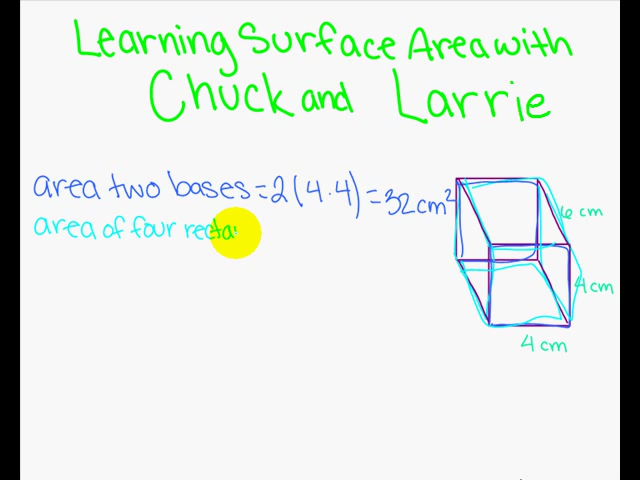 Learning Surface Area with
Chuck and Larrie
area two bases = 2(4·4) = 32 cm²
area of four recta
6 cm
4 cm
4 cm